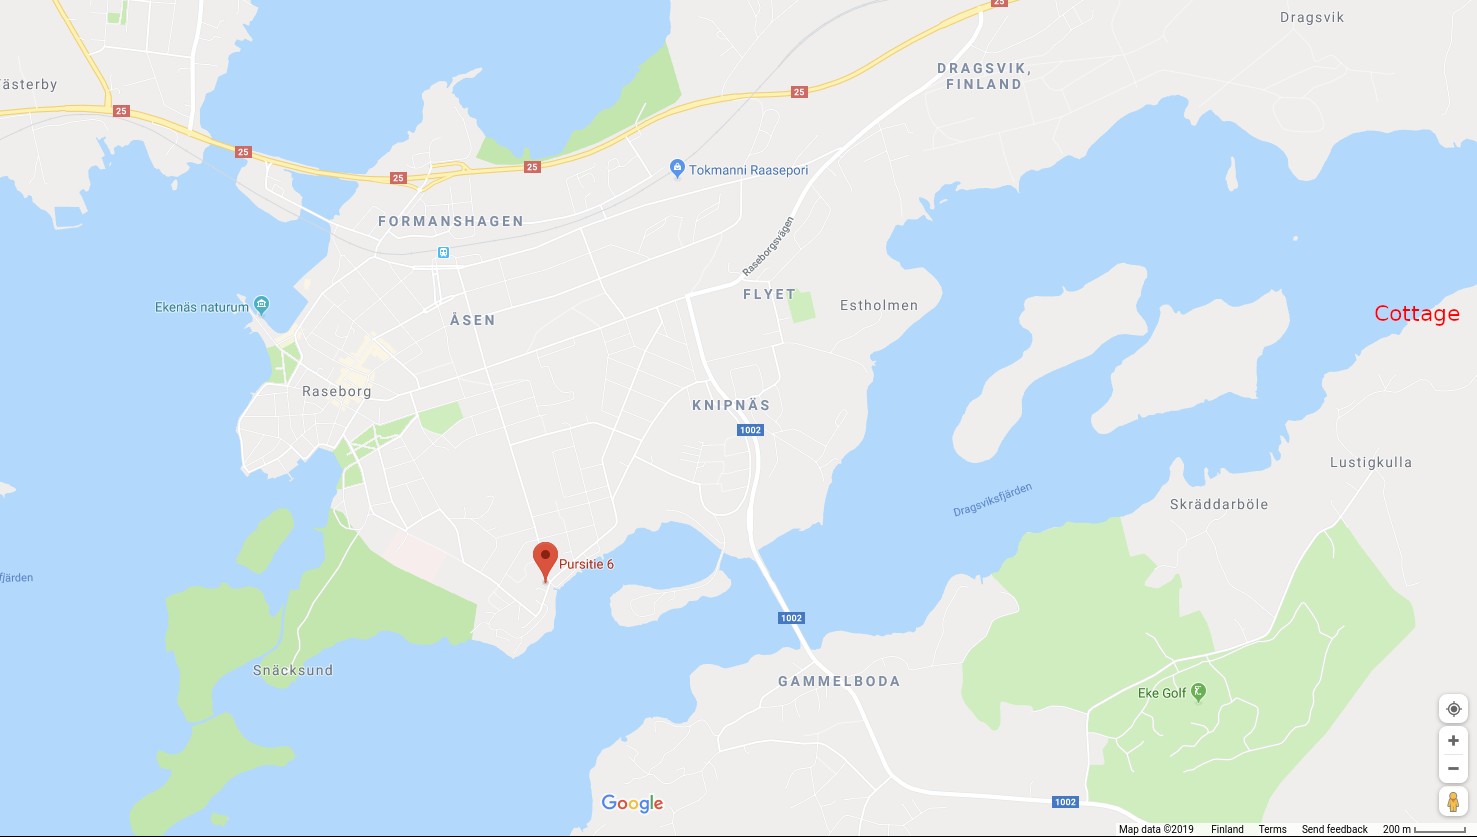 25
Dragsvik
DRAGSVIK,
FINLAND
ästerby
25
25
25
25
25
Tokmanni Raasepori
FORMANSHAGEN
Raseborgsvägen
FLYET
Estholmen
Ekenäs naturum
ÅSEN
Cottage
Raseborg
KNIPNÄS
1002
Lustigkulla
Dragsviksfjärden
Skräddarböle
Pursitie 6
fjärden
1002
Snäcksund
GAMMELBODA
Eke Golf
Google
1002
Map data ©2019 Finland Terms Send feedback 200 m